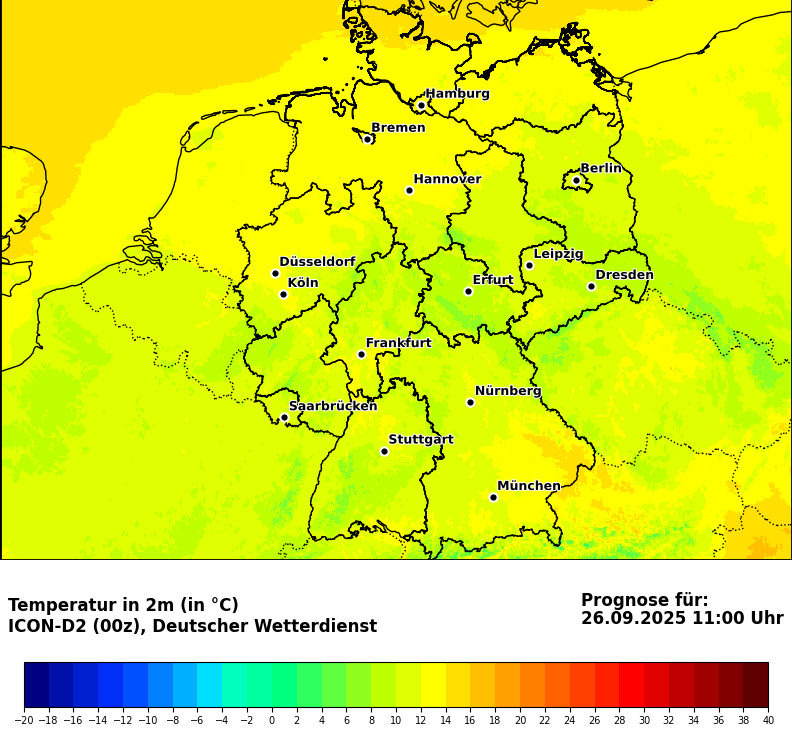 Hamburg
Bremen
Berlin
Hannover
Leipzig
Düsseldorf
Dresden
Erfurt
Köln
Frankfurt
Nürnberg
Saarbrücken
Stuttgart
München
Temperatur in 2m (in °C)
ICON-D2 (00z), Deutscher Wetterdienst
Prognose für:
26.09.2025 11:00 Uhr
−20 −18 −16 −14 −12 −10 −8 −6 −4 −2 0 2 4 6 8 10 12 14 16 18 20 22 24 26 28 30 32 34 36 38 40